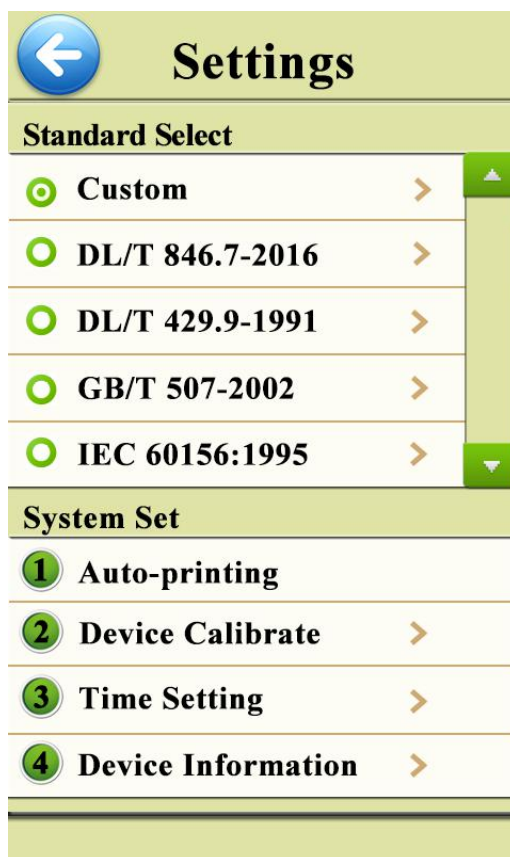 Settings
Standard Select
Custom
DL/T 846.7-2016
DL/T 429.9-1991
GB/T 507-2002
IEC 60156:1995
System Set
1 Auto-printing
2 Device Calibrate
3 Time Setting
4 Device Information